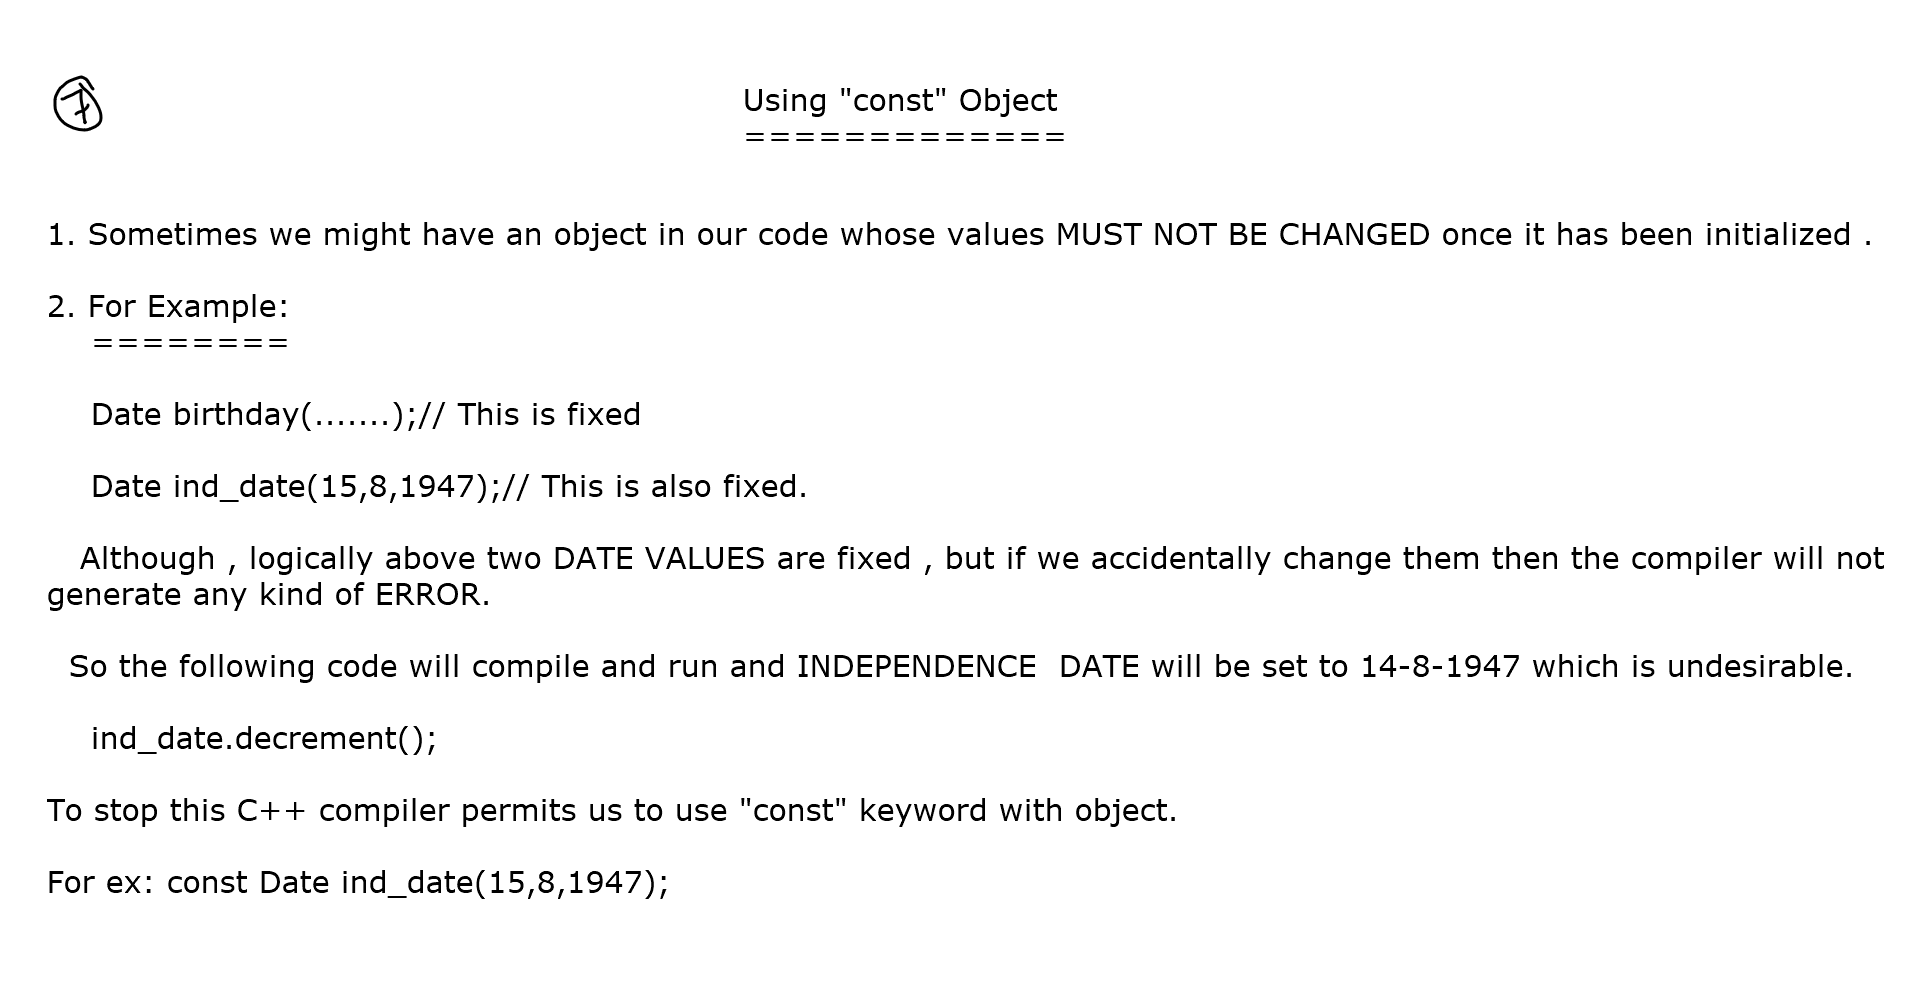 7
Using "const" Object
=============
1. Sometimes we might have an object in our code whose values MUST NOT BE CHANGED once it has been initialized .
2. For Example:
========
Date birthday(.......);// This is fixed
Date ind_date(15,8,1947);// This is also fixed.
Although , logically above two DATE VALUES are fixed , but if we accidentally change them then the compiler will not
generate any kind of ERROR.
So the following code will compile and run and INDEPENDENCE  DATE will be set to 14-8-1947 which is undesirable.
ind_date.decrement();
To stop this C++ compiler permits us to use "const" keyword with object.
For ex: const Date ind_date(15,8,1947);